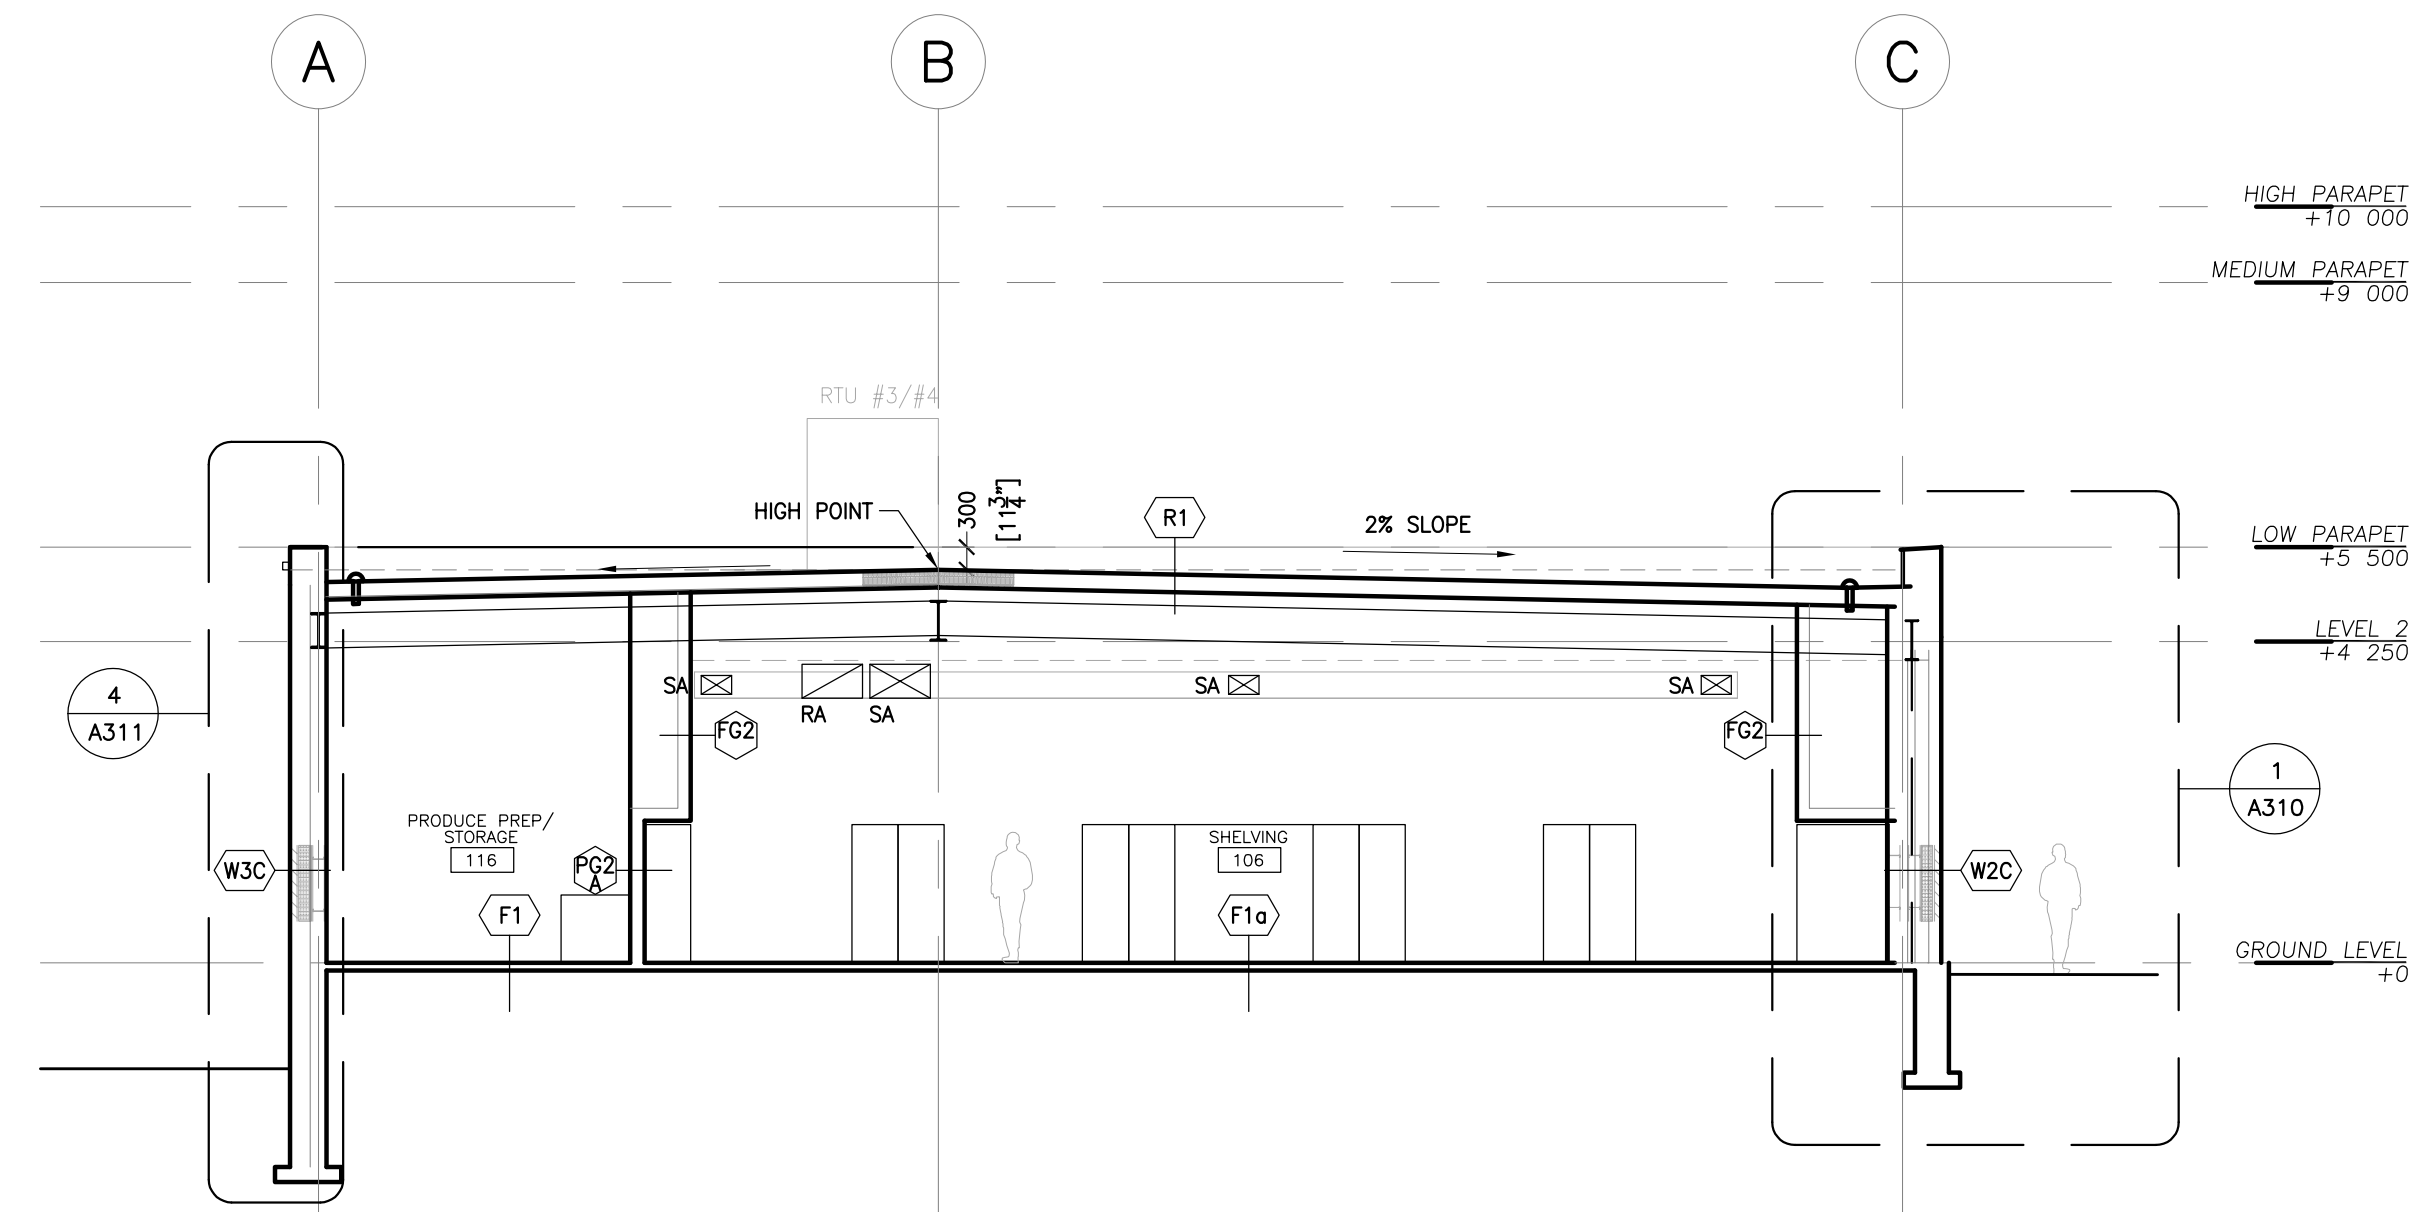 A
B
C
HIGH PARAPET
+10 000
MEDIUM PARAPET
+9 000
RTU #3/#4
HIGH POINT
300
[11 3/4"]
R1
2% SLOPE
LOW PARAPET
+5 500
LEVEL 2
+4 250
4
A311
SA
RA
SA
SA
SA
FG2
FG2
1
A310
PRODUCE PREP/
STORAGE
116
SHELVING
106
W3C
PG2
A
W2C
F1
F1a
GROUND LEVEL
+0